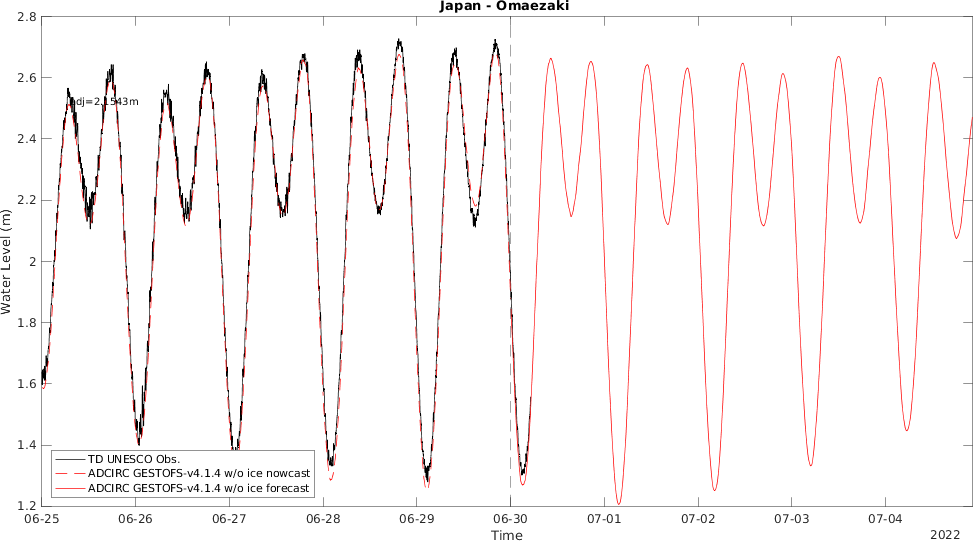 Japan - Omaezaki
2.8
2.6
2.4
2.2
2
1.8
1.6
1.4
1.2
Water Level (m)
adj=2.1543m
TD UNESCO Obs.
ADCIRC GESTOFS-v4.1.4 w/o ice nowcast
ADCIRC GESTOFS-v4.1.4 w/o ice forecast
06-25 06-26 06-27 06-28 06-29 06-30 07-01 07-02 07-03 07-04
Time
2022